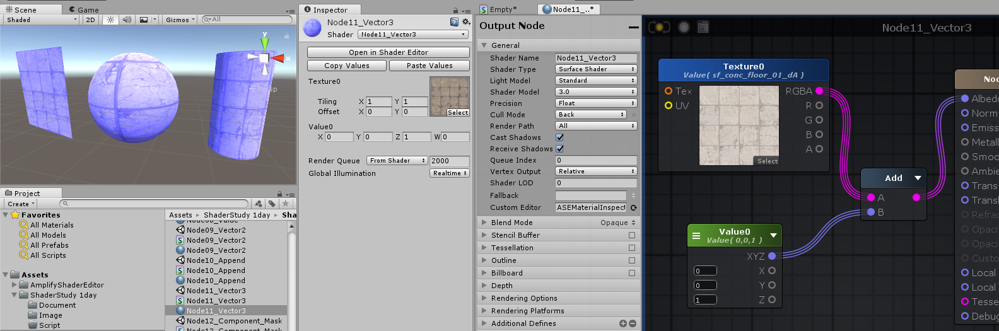 Scene
Game
Shaded
2D
Gizmos
All
y
x
Persp
Project
Create
Favorites
All Materials
All Models
All Prefabs
All Scripts
Assets
AmplifyShaderEditor
ShaderStudy 1day
Document
Image
Script
Assets ShaderStudy 1day Sha
Node08_Value
Node09_Vector2
Node09_Vector2
Node09_Vector2
Node10_Append
Node10_Append
Node10_Append
Node11_Vector3
Node11_Vector3
Node11_Vector3
Node12_Component_Mask
Node12_Component_Mask
Inspector
Node11_Vector3
Shader Node11_Vector3
Open in Shader Editor
Copy Values
Paste Values
Texture0
Tiling X 1 Y 1
Offset X 0 Y 0
Select
Value0
X 0 Y 0 Z 1 W 0
Render Queue From Shader 2000
Global Illumination Realtime
Empty*
Node11_..*
Output Node
General
Shader Name Node11_Vector3
Shader Type Surface Shader
Light Model Standard
Shader Model 3.0
Precision Float
Cull Mode Back
Render Path All
Cast Shadows
Receive Shadows
Queue Index 0
Vertex Output Relative
Shader LOD 0
Fallback
Custom Editor ASEMaterialInspect
Blend Mode Opaque
Stencil Buffer
Tessellation
Outline
Billboard
Depth
Rendering Options
Rendering Platforms
Additional Defines
Node11_Vector3
Texture0
Value( sf_conc_floor_01_dA )
Tex
UV
RGBA
R
G
B
A
Select
Add
A
B
Value0
Value( 0,0,1 )
XYZ
0 X
0 Y
1 Z
Noc
Albedo
Norm
Emiss
Metall
Smoo
Ambie
Trans
Transl
Refra
Opaci
Opaci
Custo
Local
Local
Tesse
Debug